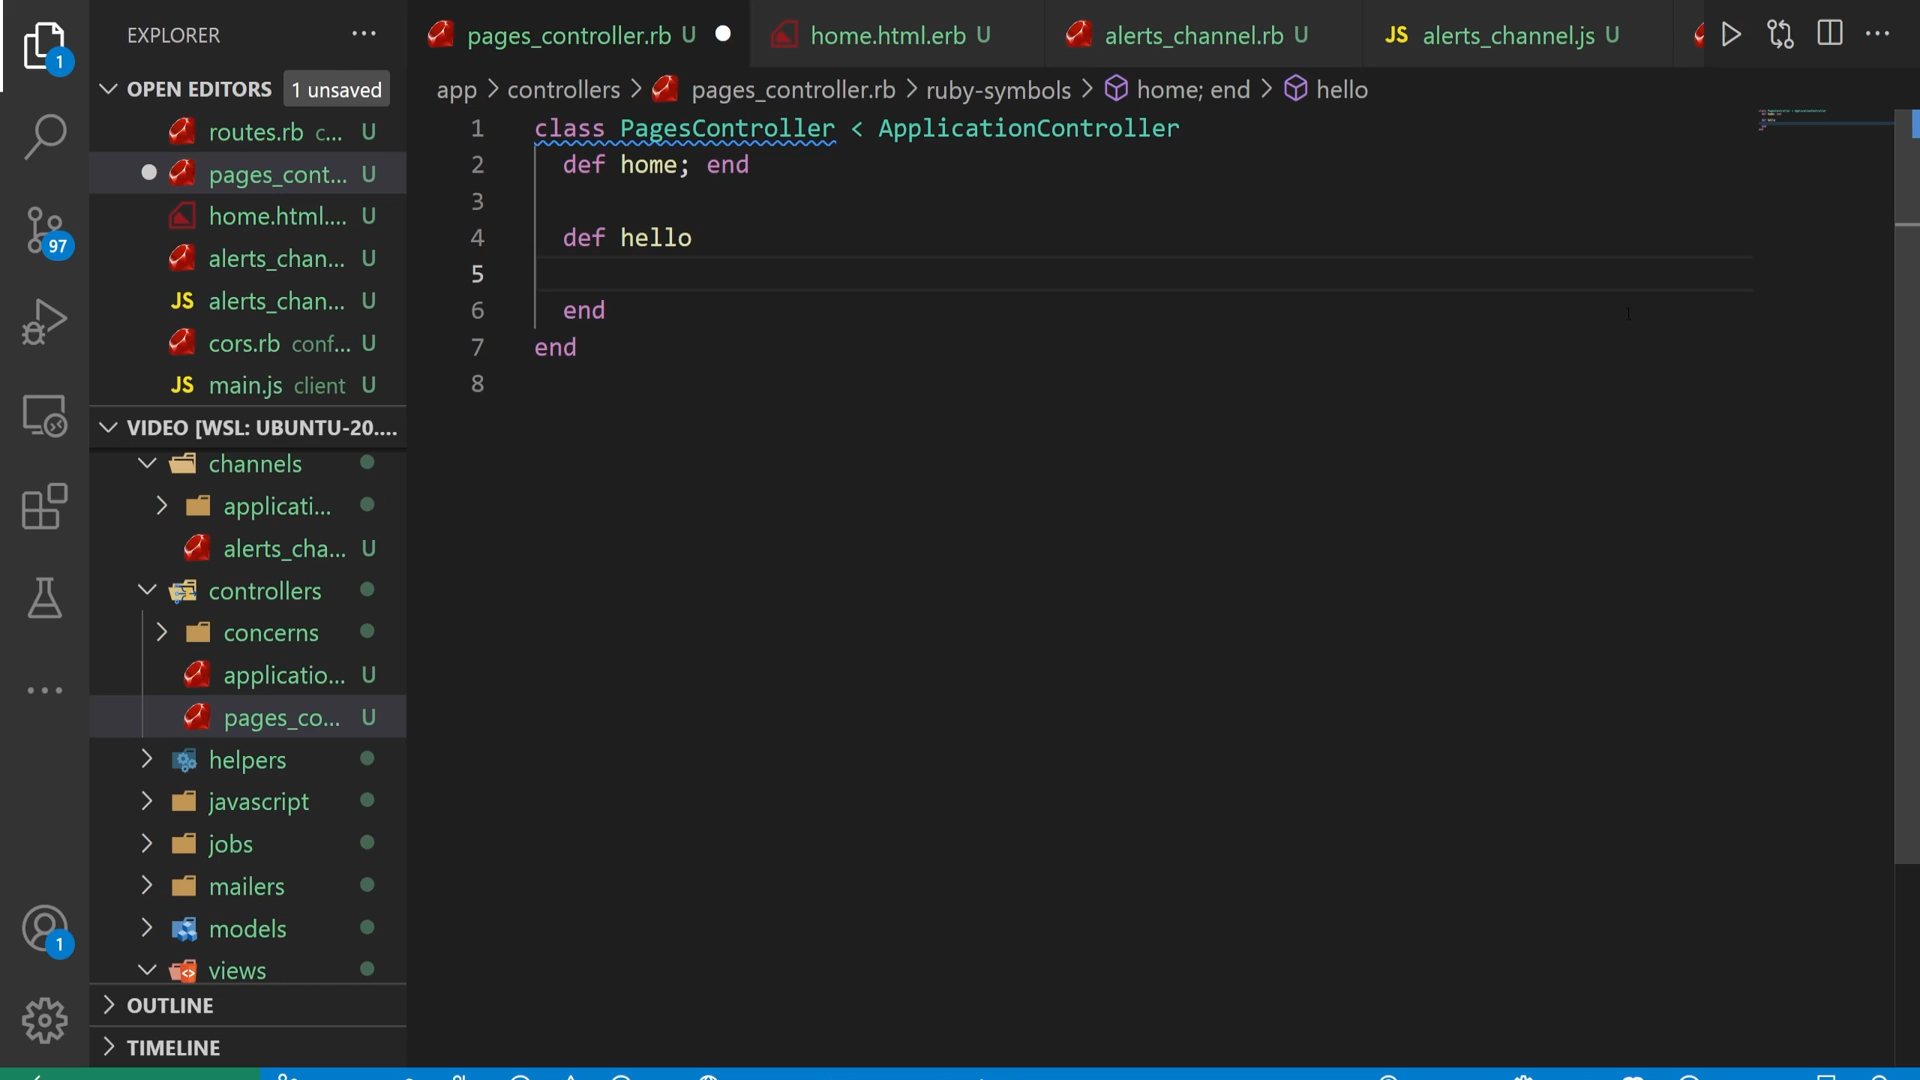 EXPLORER
OPEN EDITORS 1 unsaved
routes.rb c... U
pages_cont... U
home.html.... U
alerts_chan... U
JS alerts_chan... U
cors.rb conf... U
JS main.js client U
VIDEO [WSL: UBUNTU-20....
channels
applicati...
alerts_cha... U
controllers
concerns
applicatio... U
pages_co... U
helpers
javascript
jobs
mailers
models
views
OUTLINE
TIMELINE
1
97
1
pages_controller.rb U
home.html.erb U
alerts_channel.rb U
JS alerts_channel.js U
app > controllers > pages_controller.rb > ruby-symbols > home; end > hello
1 class PagesController < ApplicationController
2 def home; end
3
4 def hello
5
6 end
7 end
8